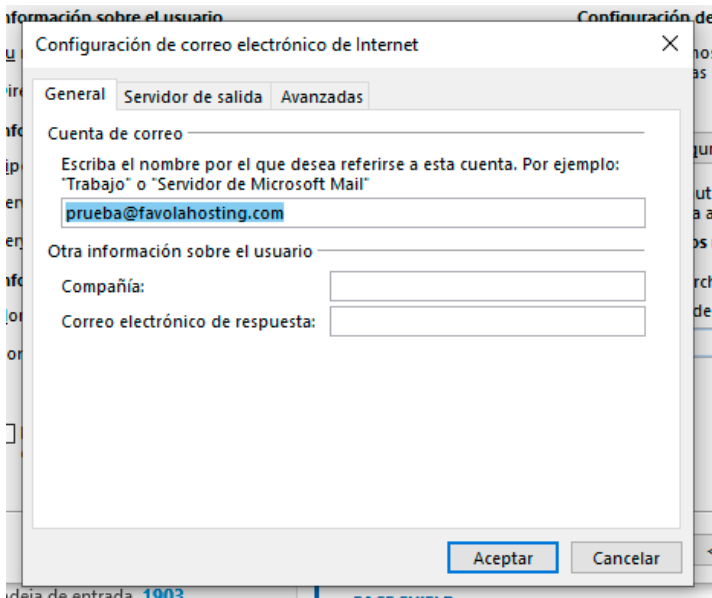 nformación sobre el usuario
Configuración de
Configuración de correo electrónico de Internet
General
Servidor de salida
Avanzadas
Cuenta de correo
Escriba el nombre por el que desea referirse a esta cuenta. Por ejemplo:
"Trabajo" o "Servidor de Microsoft Mail"
prueba@favolahosting.com
Otra información sobre el usuario
Compañía:
Correo electrónico de respuesta:
Aceptar
Cancelar
deja de entrada 1903